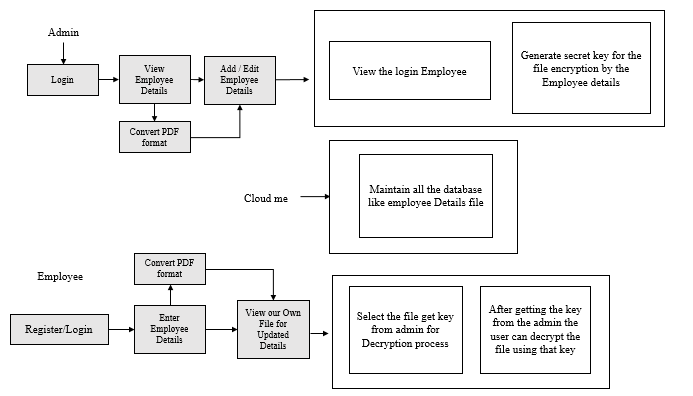 Admin
Login
View
Employee
Details
Add / Edit
Employee
Details
Convert PDF
format
View the login Employee
Generate secret key for the
file encryption by the
Employee details
Cloud me
Maintain all the database
like employee Details file
Employee
Convert PDF
format
Register/Login
Enter
Employee
Details
View our Own
File for
Updated
Details
Select the file get key
from admin for
Decryption process
After getting the key
from the admin the
user can decrypt the
file using that key